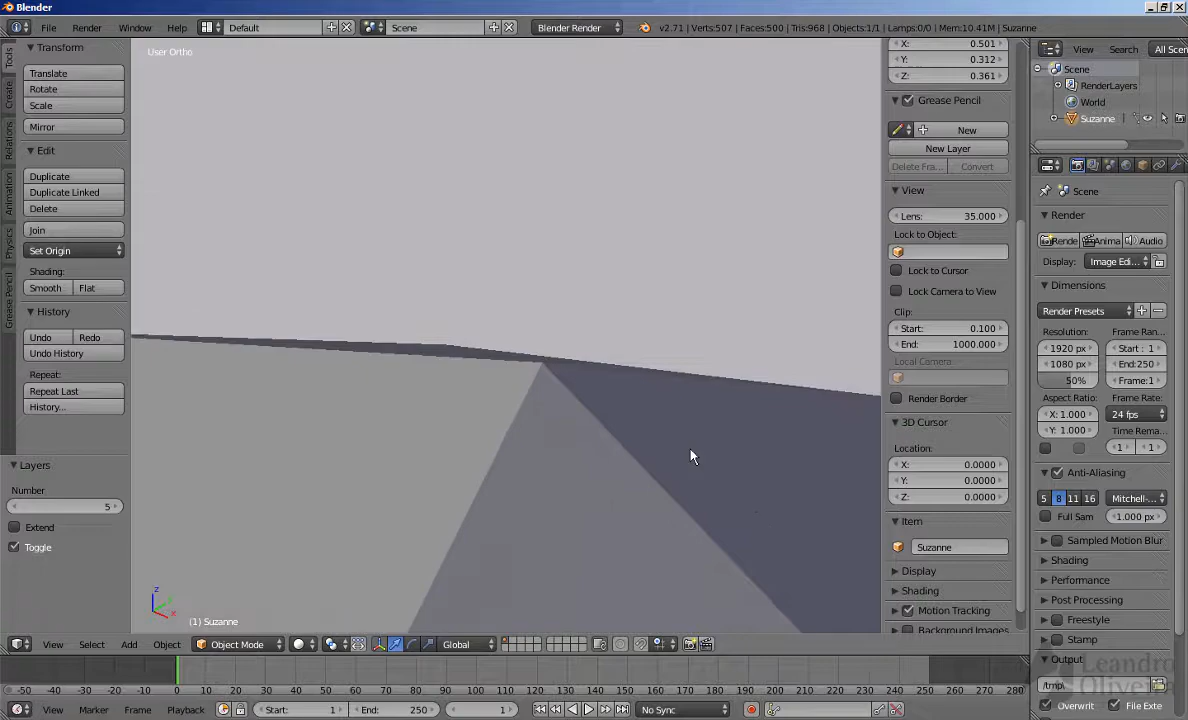 Blender
File Render Window Help Default Scene Blender Render v2.71 | Verts:507 | Faces:500 | Tris:968 | Objects:1/1 | Lamps:0/0 | Mem:10.41M | Suzanne
Tools
Create
Relations
Animation
Physics
Grease Pencil
Transform
Translate
Rotate
Scale
Mirror
Edit
Duplicate
Duplicate Linked
Delete
Join
Set Origin
Shading:
Smooth Flat
History
Undo Redo
Undo History
Repeat:
Repeat Last
History...
Layers
Number
5
Extend
Toggle
User Ortho
(1) Suzanne
X: 0.501
Y: 0.312
Z: 0.361
Grease Pencil
New
New Layer
Delete Fra... Convert
View
Lens: 35.000
Lock to Object:
Lock to Cursor
Lock Camera to View
Clip:
Start: 0.100
End: 1000.000
Local Camera:
Render Border
3D Cursor
Location:
X: 0.0000
Y: 0.0000
Z: 0.0000
Item
Suzanne
Display
Shading
Motion Tracking
Background Images
View Search All Scen
Scene
RenderLayers
World
Suzanne
Scene
Render
Rende Anima Audio
Display: Image Edi...
Dimensions
Render Presets
Resolution: Frame Ran...
1920 px Start : 1
1080 px End:250
50% Frame:1
Aspect Ratio: Frame Rate:
X: 1.000 24 fps
Y: 1.000 Time Rema...
1 1
Anti-Aliasing
5 8 11 16 Mitchell-...
Full Sam 1.000 px
Sampled Motion Blur
Shading
Performance
Post Processing
Freestyle
Stamp
Output
/tmp\
Overwrit File Exte
Leandro
Oliveira
View Select Add Object Object Mode Global
-50 -40 -30 -20 -10 0 10 20 30 40 50 60 70 80 90 100 110 120 130 140 150 160 170 180 190 200 210 220 230 240 250 260 270 280
View Marker Frame Playback Start: 1 End: 250 1 No Sync